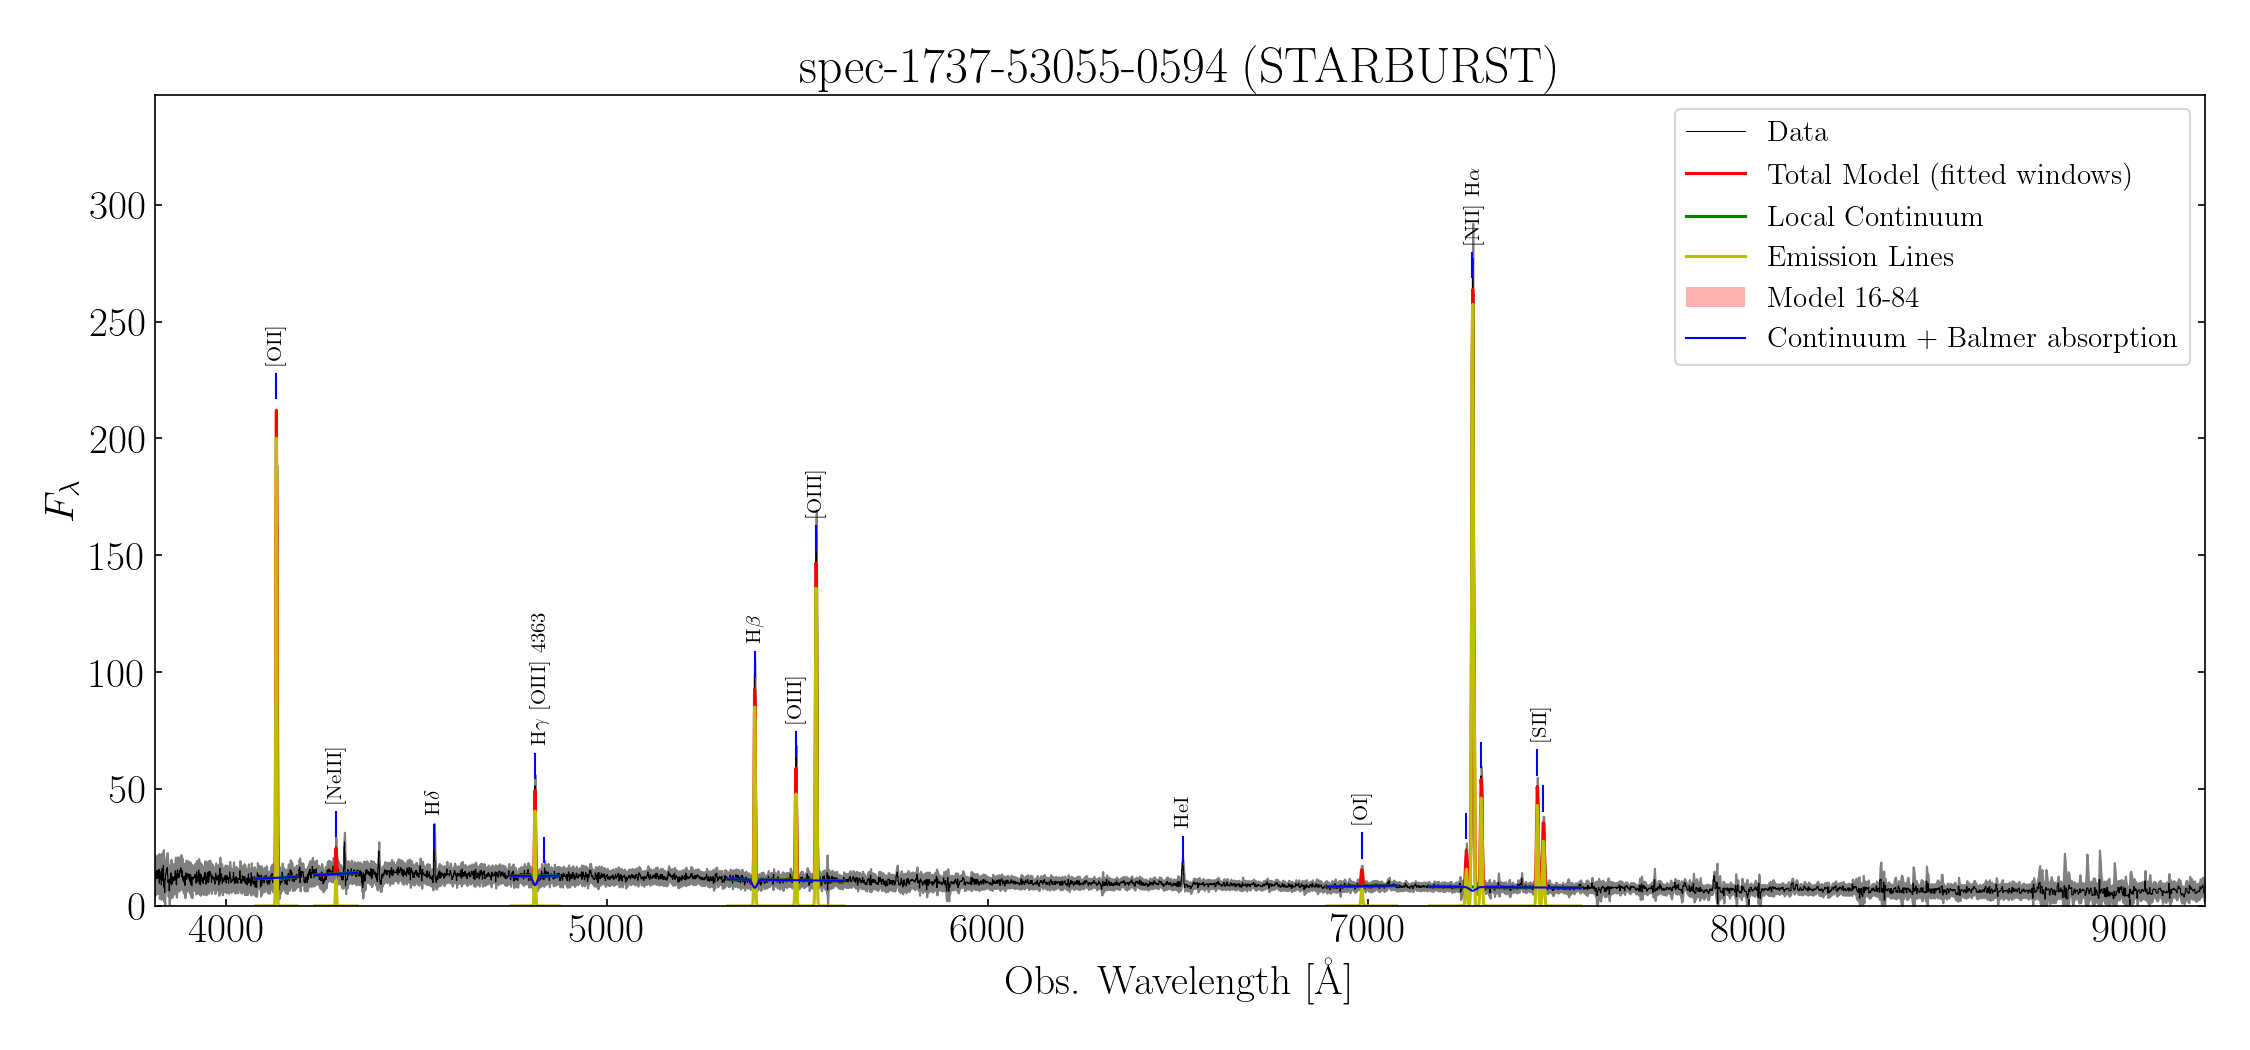 spec-1737-53055-0594 (STARBURST)
Data
Total Model (fitted windows)
Local Continuum
Emission Lines
Model 16-84
Continuum + Balmer absorption
[OII]
[NeIII]
Hδ
Hγ [OIII] 4363
Hβ
[OIII]
[OIII]
HeI
[OI]
[NII] Hα
[SII]
300
250
200
150
100
50
0
Fλ
4000
5000
6000
7000
8000
9000
Obs. Wavelength [Å]